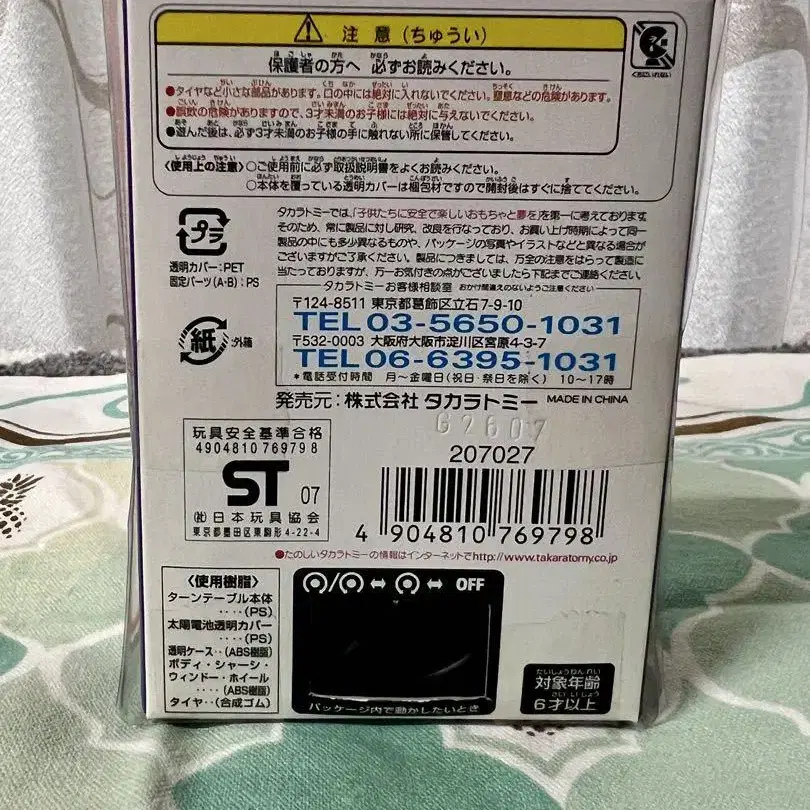 注意（ちゅうい）
保護者の方へ 必ずお読みください。
くちにいれない
●タイヤなど小さな部品があります。口の中には絶対に入れないでください。窒息などの危険があります。
●誤飲の危険がありますので、3才未満のお子様には絶対に与えないでください。
●遊んだ後は、必ず3才未満のお子様の手に触れない所に保管してください。
〈使用上の注意〉○ご使用前に必ず取扱説明書をよくお読みください。
○本体を覆っている透明カバーは梱包材ですので開封後はすぐに捨ててください。
プラ
透明カバー:PET
固定パーツ(A・B):PS
紙 外箱
タカラトミーでは、「子供たちに安全で楽しいおもちゃと夢を」を第一に考えております。
そのため、常に製品に対し研究、改良を行なっており、お買い上げ時期によって同一
製品の中にも多少異なるものや、パッケージの写真やイラストなどと異なる場合が
ございますがご了承ください。製品につきましては、万全の注意をはらって製造に
当たっておりますが、万一お気付きの点がございましたら下記までご連絡ください。
タカラトミーお客様相談室 おかけ間違えのないようご注意ください
〒124-8511 東京都葛飾区立石7-9-10
TEL 03-5650-1031
〒532-0003 大阪府大阪市淀川区宮原4-3-7
TEL 06-6395-1031
*電話受付時間 月〜金曜日(祝日・祭日を除く) 10〜17時
発売元:株式会社 タカラトミー MADE IN CHINA
G2607
207027
玩具安全基準合格
4904810769798
ST 07
(社)日本玩具協会
東京都墨田区東駒形4-22-4
4 904810 769798
●たのしいタカラトミーの情報はインターネットでhttp://www.takaratomy.co.jp
〈使用樹脂〉
ターンテーブル本体
‥‥(PS)
太陽電池透明カバー
‥‥(PS)
透明ケース‥(ABS樹脂)
ボディ・シャーシ・
ウィンドー・ホイール
‥‥(ABS樹脂)
タイヤ‥(合成ゴム)
OFF
パッケージ内で動かしたいとき
対象年齢
6才以上